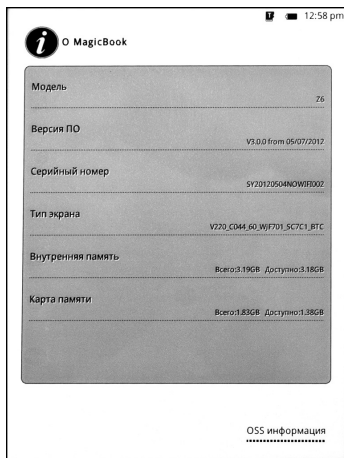 12:58 pm
О MagicBook
Модель
Z6
Версия ПО
V3.0.0 from 05/07/2012
Серийный номер
SY20120504NOWIFI002
Тип экрана
V220_C044_60_WJF701_SC7C1_BTC
Внутренняя память
Всего:3.19GB Доступно:3.18GB
Карта памяти
Всего:1.83GB Доступно:1.38GB
OSS информация